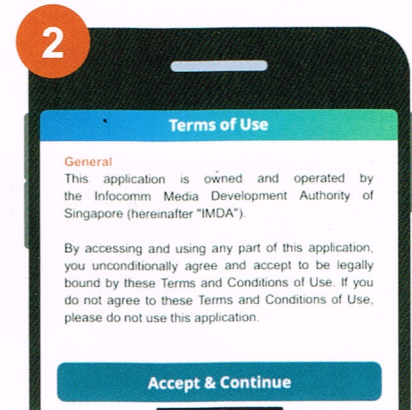 2
Terms of Use
General
This application is owned and operated by
the Infocomm Media Development Authority of
Singapore (hereinafter "IMDA").
By accessing and using any part of this application,
you unconditionally agree and accept to be legally
bound by these Terms and Conditions of Use. If you
do not agree to these Terms and Conditions of Use,
please do not use this application.
Accept & Continue